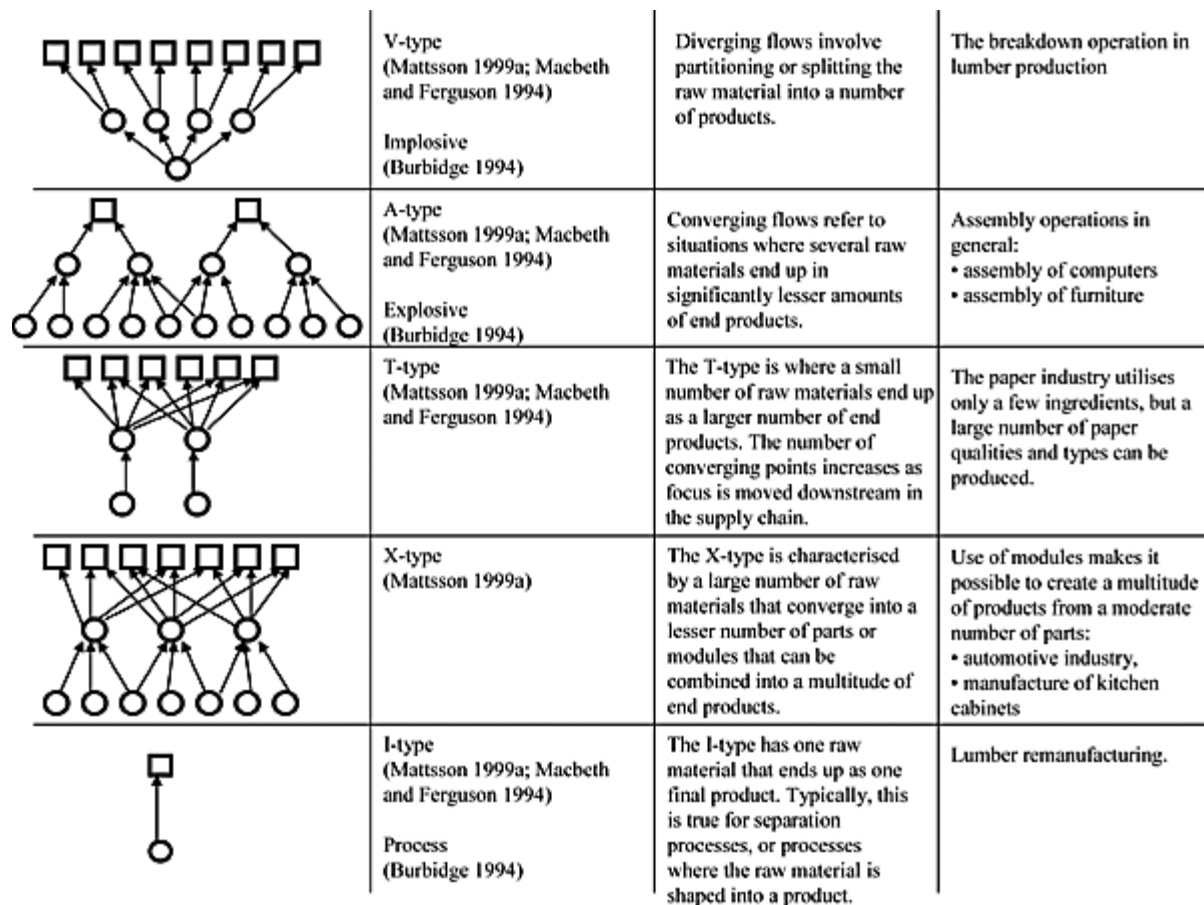 V-type
(Mattsson 1999a; Macbeth
and Ferguson 1994)
Implosive
(Burbidge 1994)
Diverging flows involve
partitioning or splitting the
raw material into a number
of products.
The breakdown operation in
lumber production
A-type
(Mattsson 1999a; Macbeth
and Ferguson 1994)
Explosive
(Burbidge 1994)
Converging flows refer to
situations where several raw
materials end up in
significantly lesser amounts
of end products.
Assembly operations in
general:
• assembly of computers
• assembly of furniture
T-type
(Mattsson 1999a; Macbeth
and Ferguson 1994)
The T-type is where a small
number of raw materials end up
as a larger number of end
products. The number of
converging points increases as
focus is moved downstream in
the supply chain.
The paper industry utilises
only a few ingredients, but a
large number of paper
qualities and types can be
produced.
X-type
(Mattsson 1999a)
The X-type is characterised
by a large number of raw
materials that converge into a
lesser number of parts or
modules that can be
combined into a multitude of
end products.
Use of modules makes it
possible to create a multitude
of products from a moderate
number of parts:
• automotive industry,
• manufacture of kitchen
cabinets
I-type
(Mattsson 1999a; Macbeth
and Ferguson 1994)
Process
(Burbidge 1994)
The I-type has one raw
material that ends up as one
final product. Typically, this
is true for separation
processes, or processes
where the raw material is
shaped into a product.
Lumber remanufacturing.